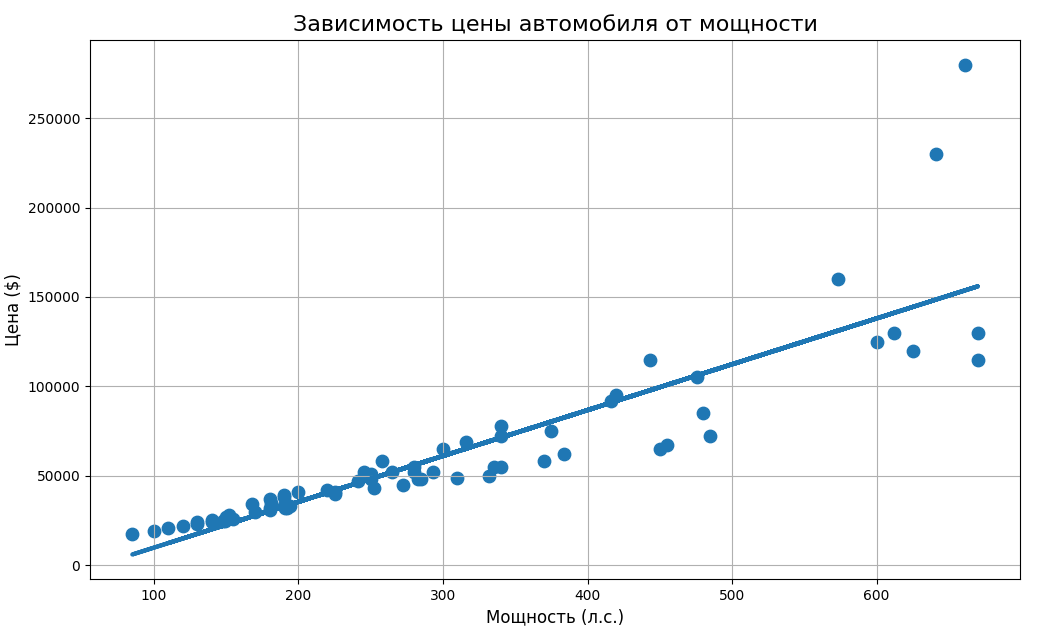 Зависимость цены автомобиля от мощности
Цена ($)
250000
200000
150000
100000
50000
0
100 200 300 400 500 600
Мощность (л.с.)